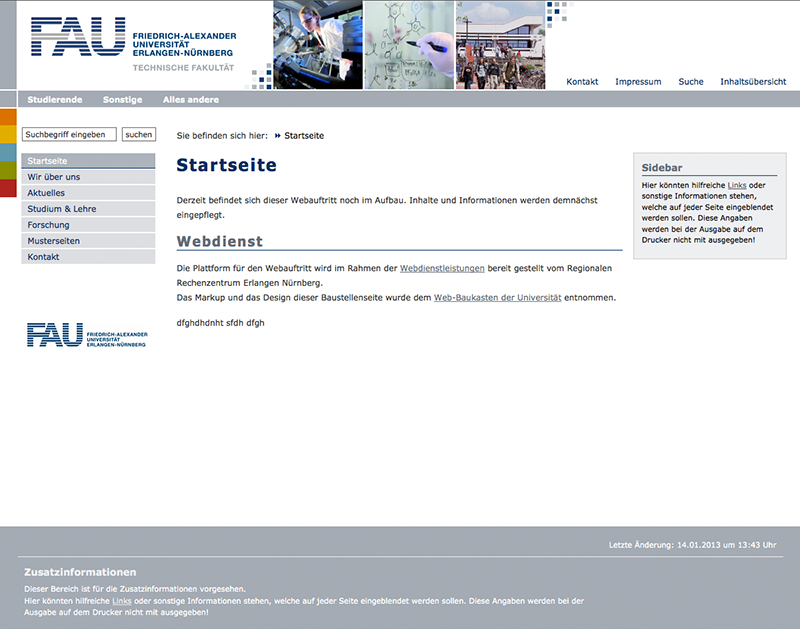 FAU
FRIEDRICH-ALEXANDER
UNIVERSITÄT
ERLANGEN-NÜRNBERG
TECHNISCHE FAKULTÄT
Kontakt Impressum Suche Inhaltsübersicht
Studierende Sonstige Alles andere
Suchbegriff eingeben suchen
Startseite
Wir über uns
Aktuelles
Studium & Lehre
Forschung
Musterseiten
Kontakt
FAU
FRIEDRICH-ALEXANDER
UNIVERSITÄT
ERLANGEN-NÜRNBERG
Sie befinden sich hier: Startseite
Startseite
Derzeit befindet sich dieser Webauftritt noch im Aufbau. Inhalte und Informationen werden demnächst
eingepflegt.
Webdienst
Die Plattform für den Webauftritt wird im Rahmen der Webdienstleistungen bereit gestellt vom Regionalen
Rechenzentrum Erlangen Nürnberg.
Das Markup und das Design dieser Baustellenseite wurde dem Web-Baukasten der Universität entnommen.
dfghdhdnht sfdh dfgh
Sidebar
Hier könnten hilfreiche Links oder
sonstige Informationen stehen,
welche auf jeder Seite eingeblendet
werden sollen. Diese Angaben
werden bei der Ausgabe auf dem
Drucker nicht mit ausgegeben!
Letzte Änderung: 14.01.2013 um 13:43 Uhr
Zusatzinformationen
Dieser Bereich ist für die Zusatzinformationen vorgesehen.
Hier könnten hilfreiche Links oder sonstige Informationen stehen, welche auf jeder Seite eingeblendet werden sollen. Diese Angaben werden bei der
Ausgabe auf dem Drucker nicht mit ausgegeben!